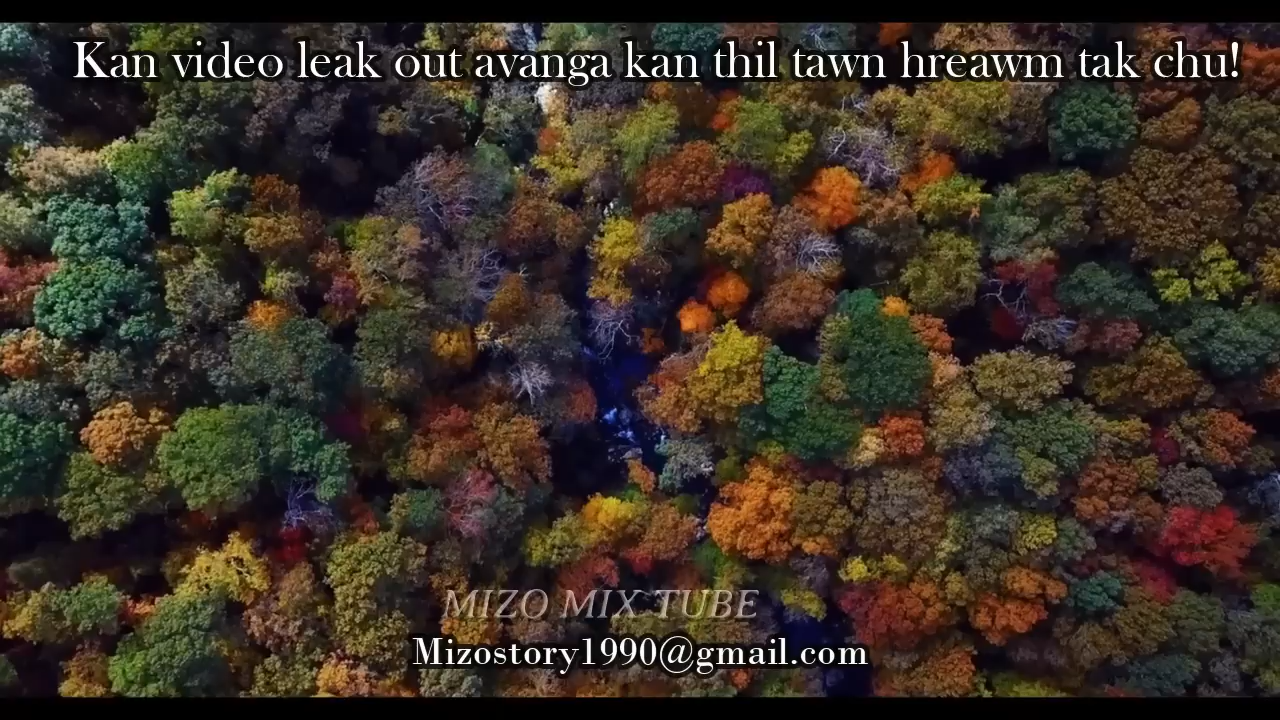 Kan video leak out avanga kan thil tawn hreawm tak chu!
MIZO MIX TUBE
Mizostory1990@gmail.com